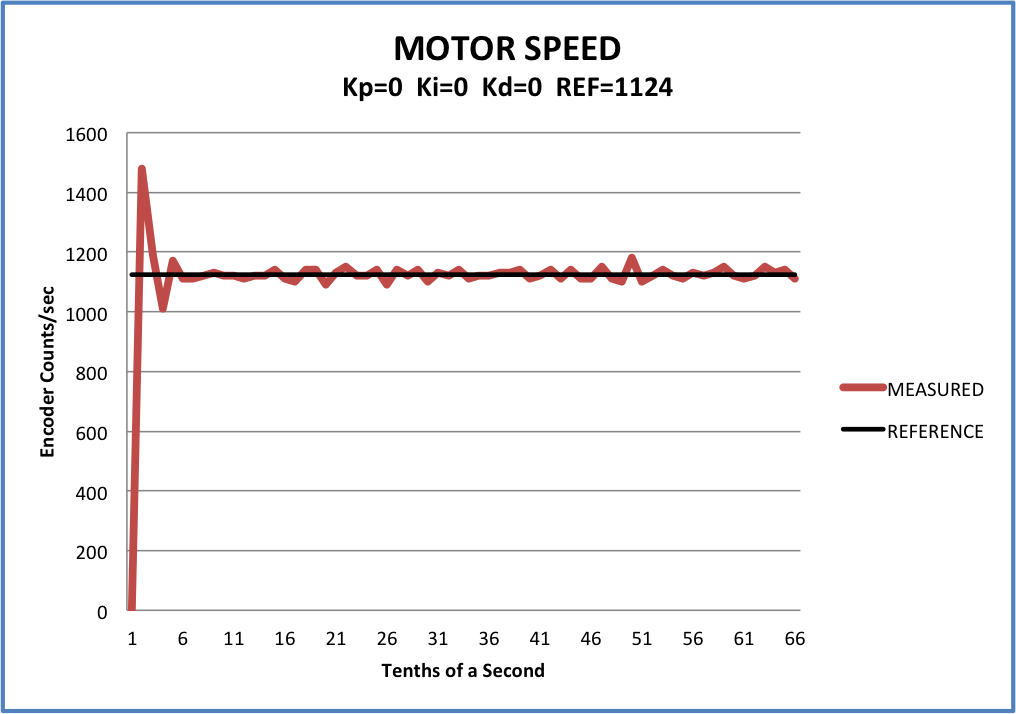 MOTOR SPEED
Kp=0 Ki=0 Kd=0 REF=1124
1600
1400
1200
1000
800
600
400
200
0
Encoder Counts/sec
1 6 11 16 21 26 31 36 41 46 51 56 61 66
Tenths of a Second
MEASURED
REFERENCE